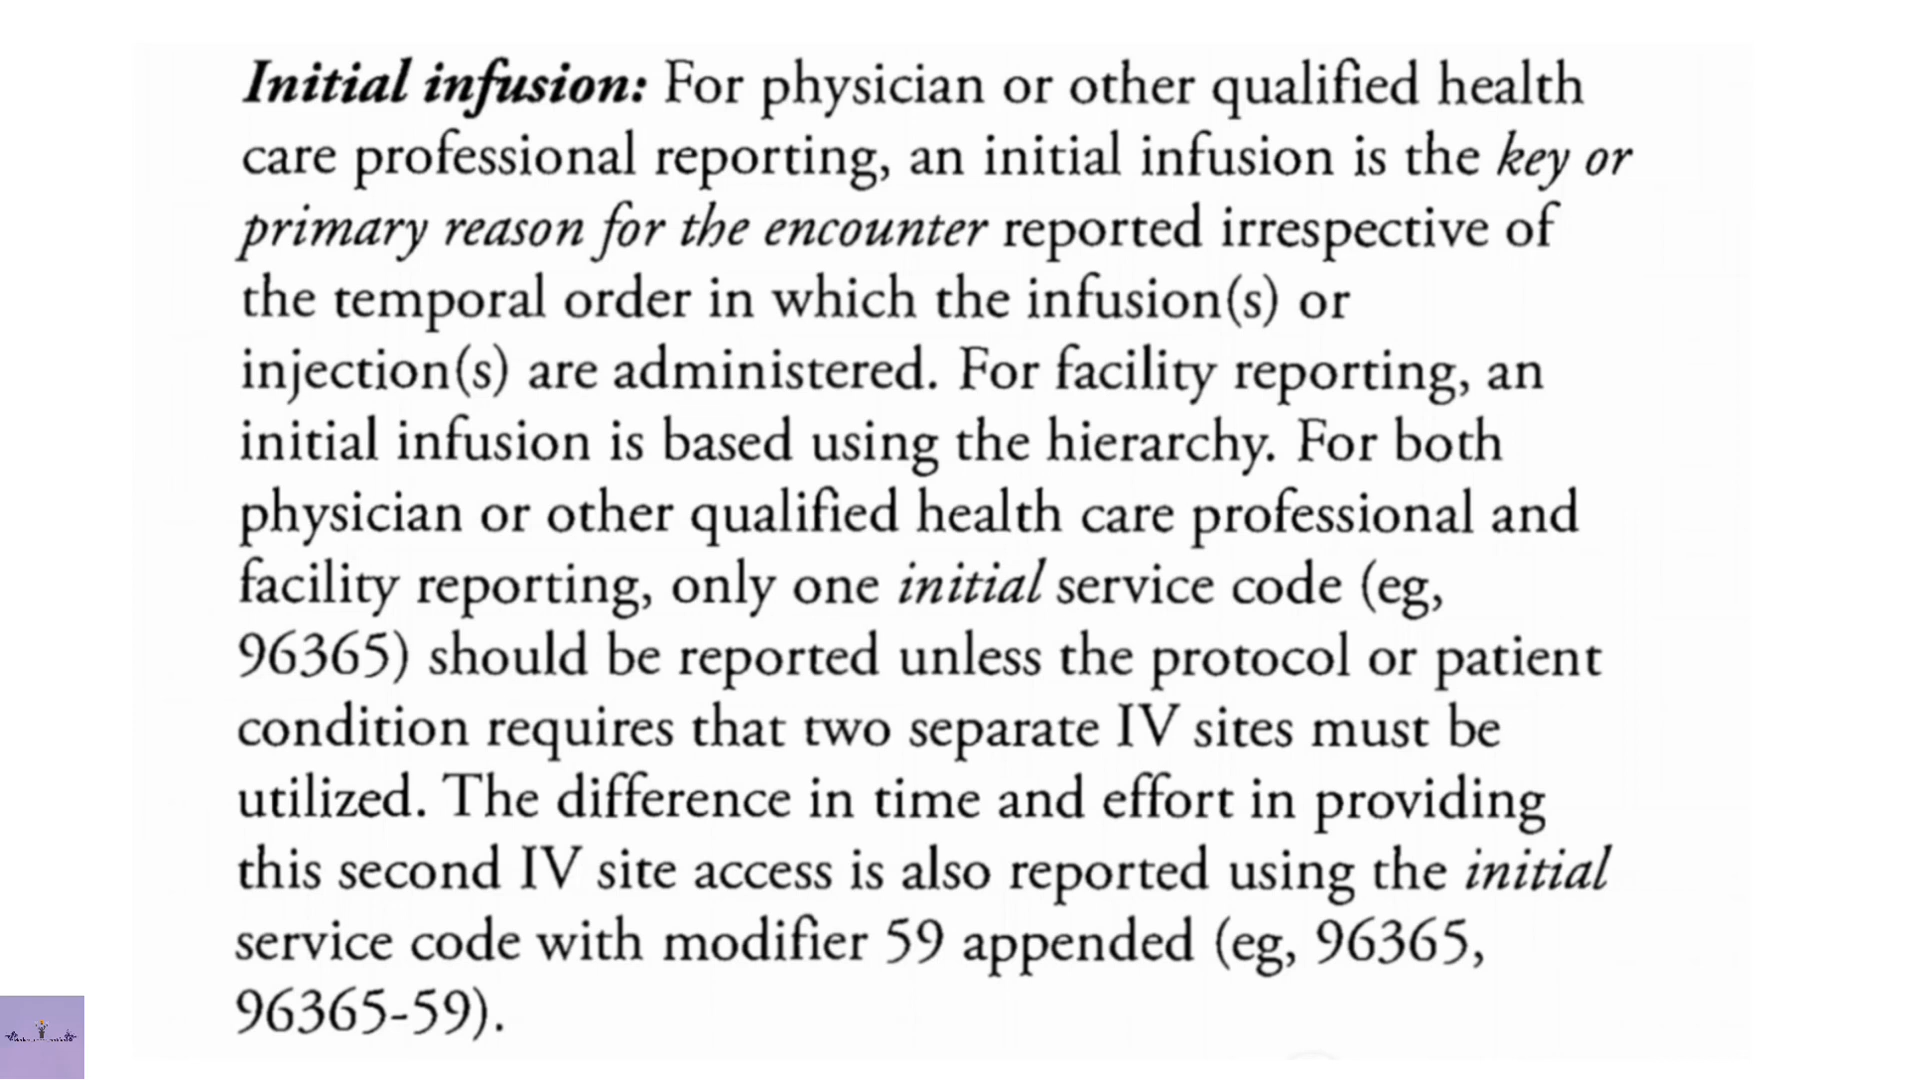 Initial infusion: For physician or other qualified health
care professional reporting, an initial infusion is the key or
primary reason for the encounter reported irrespective of
the temporal order in which the infusion(s) or
injection(s) are administered. For facility reporting, an
initial infusion is based using the hierarchy. For both
physician or other qualified health care professional and
facility reporting, only one initial service code (eg,
96365) should be reported unless the protocol or patient
condition requires that two separate IV sites must be
utilized. The difference in time and effort in providing
this second IV site access is also reported using the initial
service code with modifier 59 appended (eg, 96365,
96365-59).